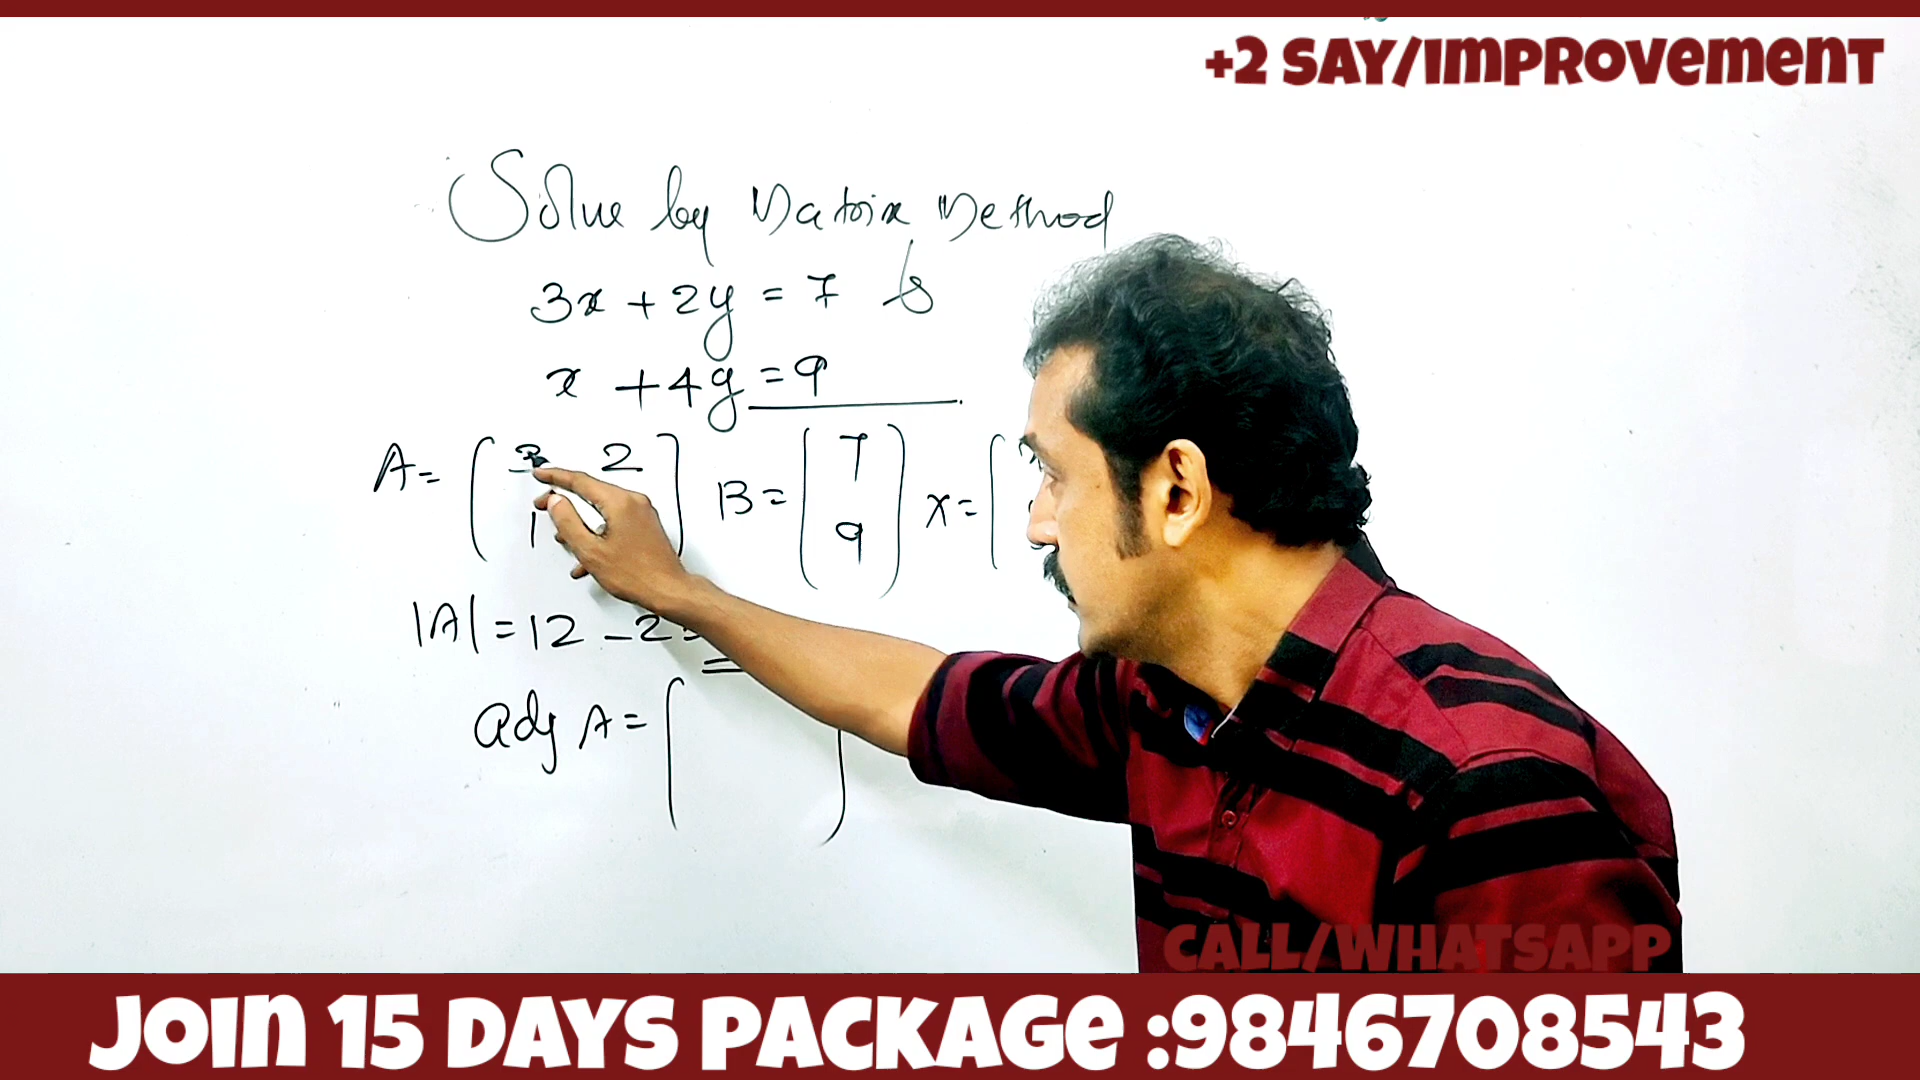 +2 SAY/IMPROVEMENT
Solve by Matrix Method
3x + 2y = 7
x + 4y = 9
A = 3 2 B = 7 X =
1 9
|A| = 12 - 2 =
Adj A =
CALL/WHATSAPP
JOIN 15 DAYS PACKAGE :9846708543